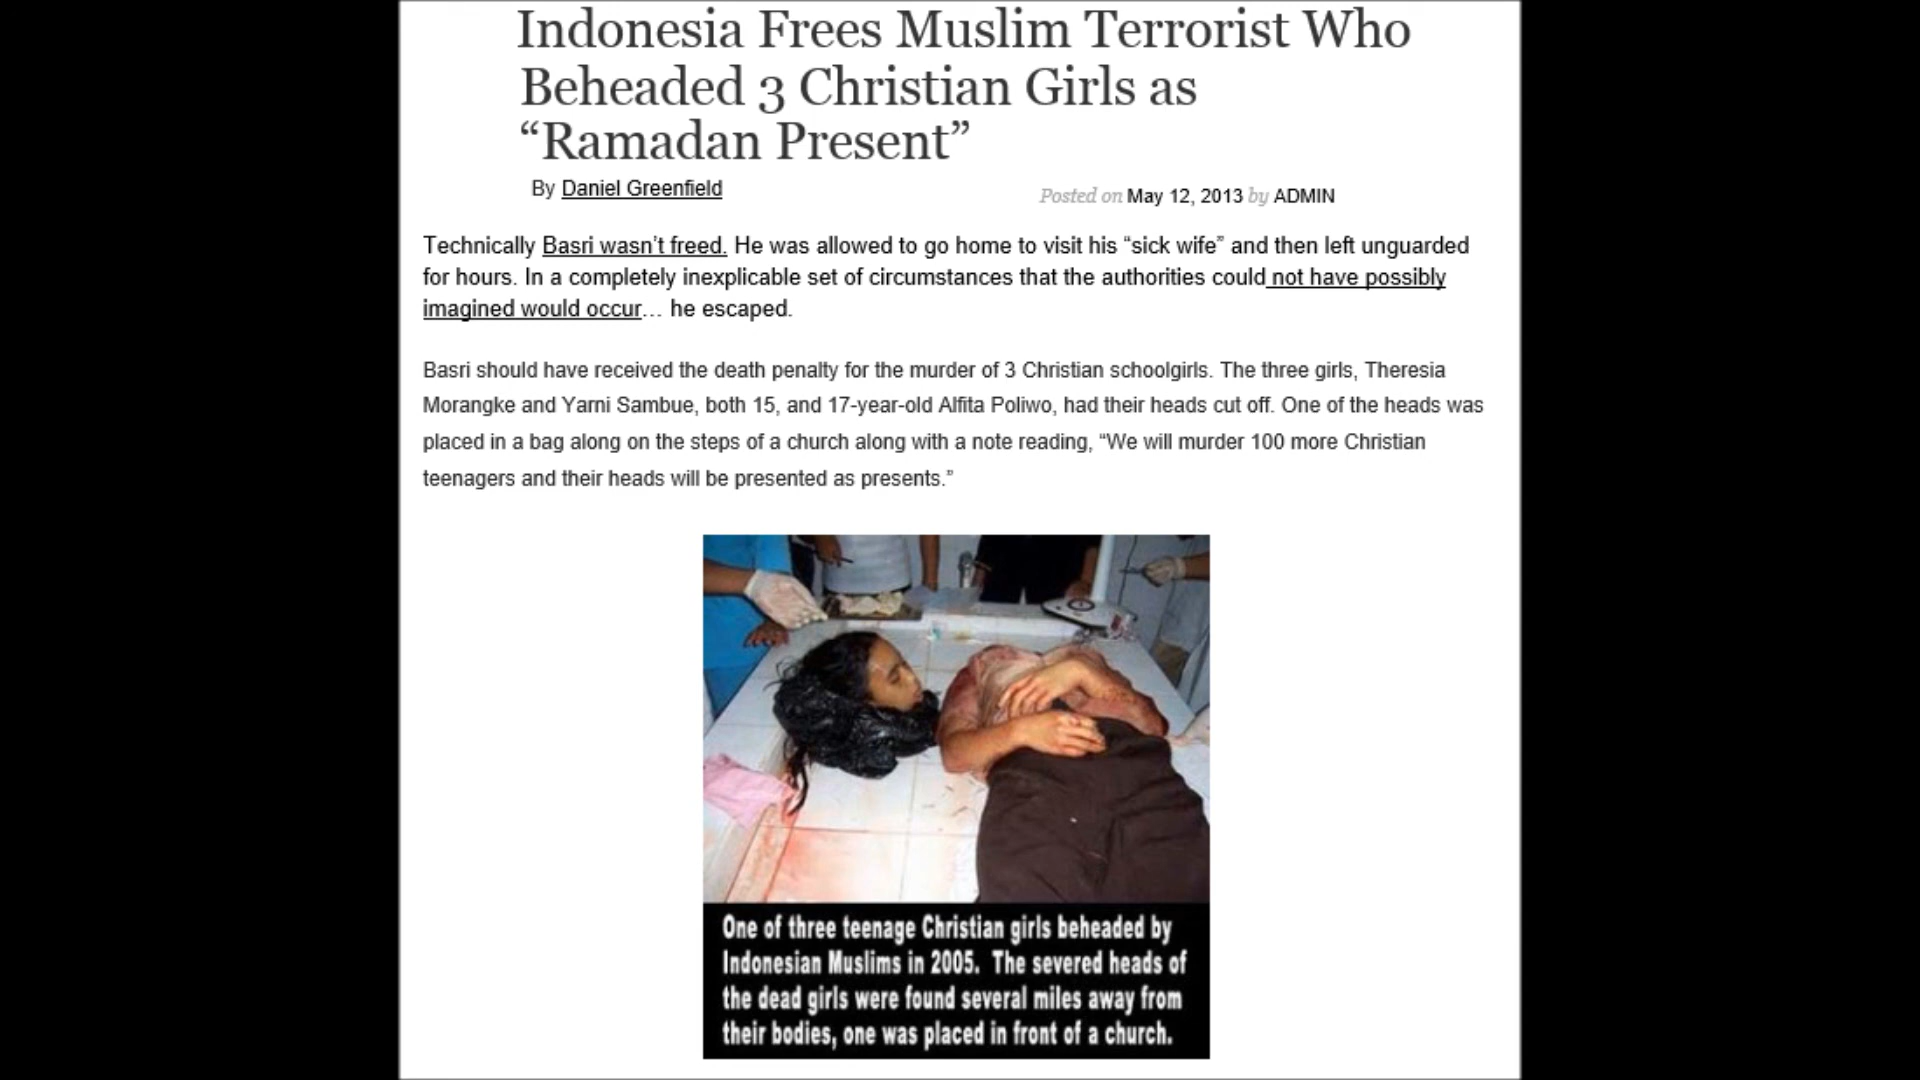 Indonesia Frees Muslim Terrorist Who
Beheaded 3 Christian Girls as
“Ramadan Present”
By Daniel Greenfield
Posted on May 12, 2013 by ADMIN
Technically Basri wasn’t freed. He was allowed to go home to visit his “sick wife” and then left unguarded
for hours. In a completely inexplicable set of circumstances that the authorities could not have possibly
imagined would occur… he escaped.
Basri should have received the death penalty for the murder of 3 Christian schoolgirls. The three girls, Theresia
Morangke and Yarni Sambue, both 15, and 17-year-old Alfita Poliwo, had their heads cut off. One of the heads was
placed in a bag along on the steps of a church along with a note reading, “We will murder 100 more Christian
teenagers and their heads will be presented as presents.”
One of three teenage Christian girls beheaded by
Indonesian Muslims in 2005. The severed heads of
the dead girls were found several miles away from
their bodies, one was placed in front of a church.